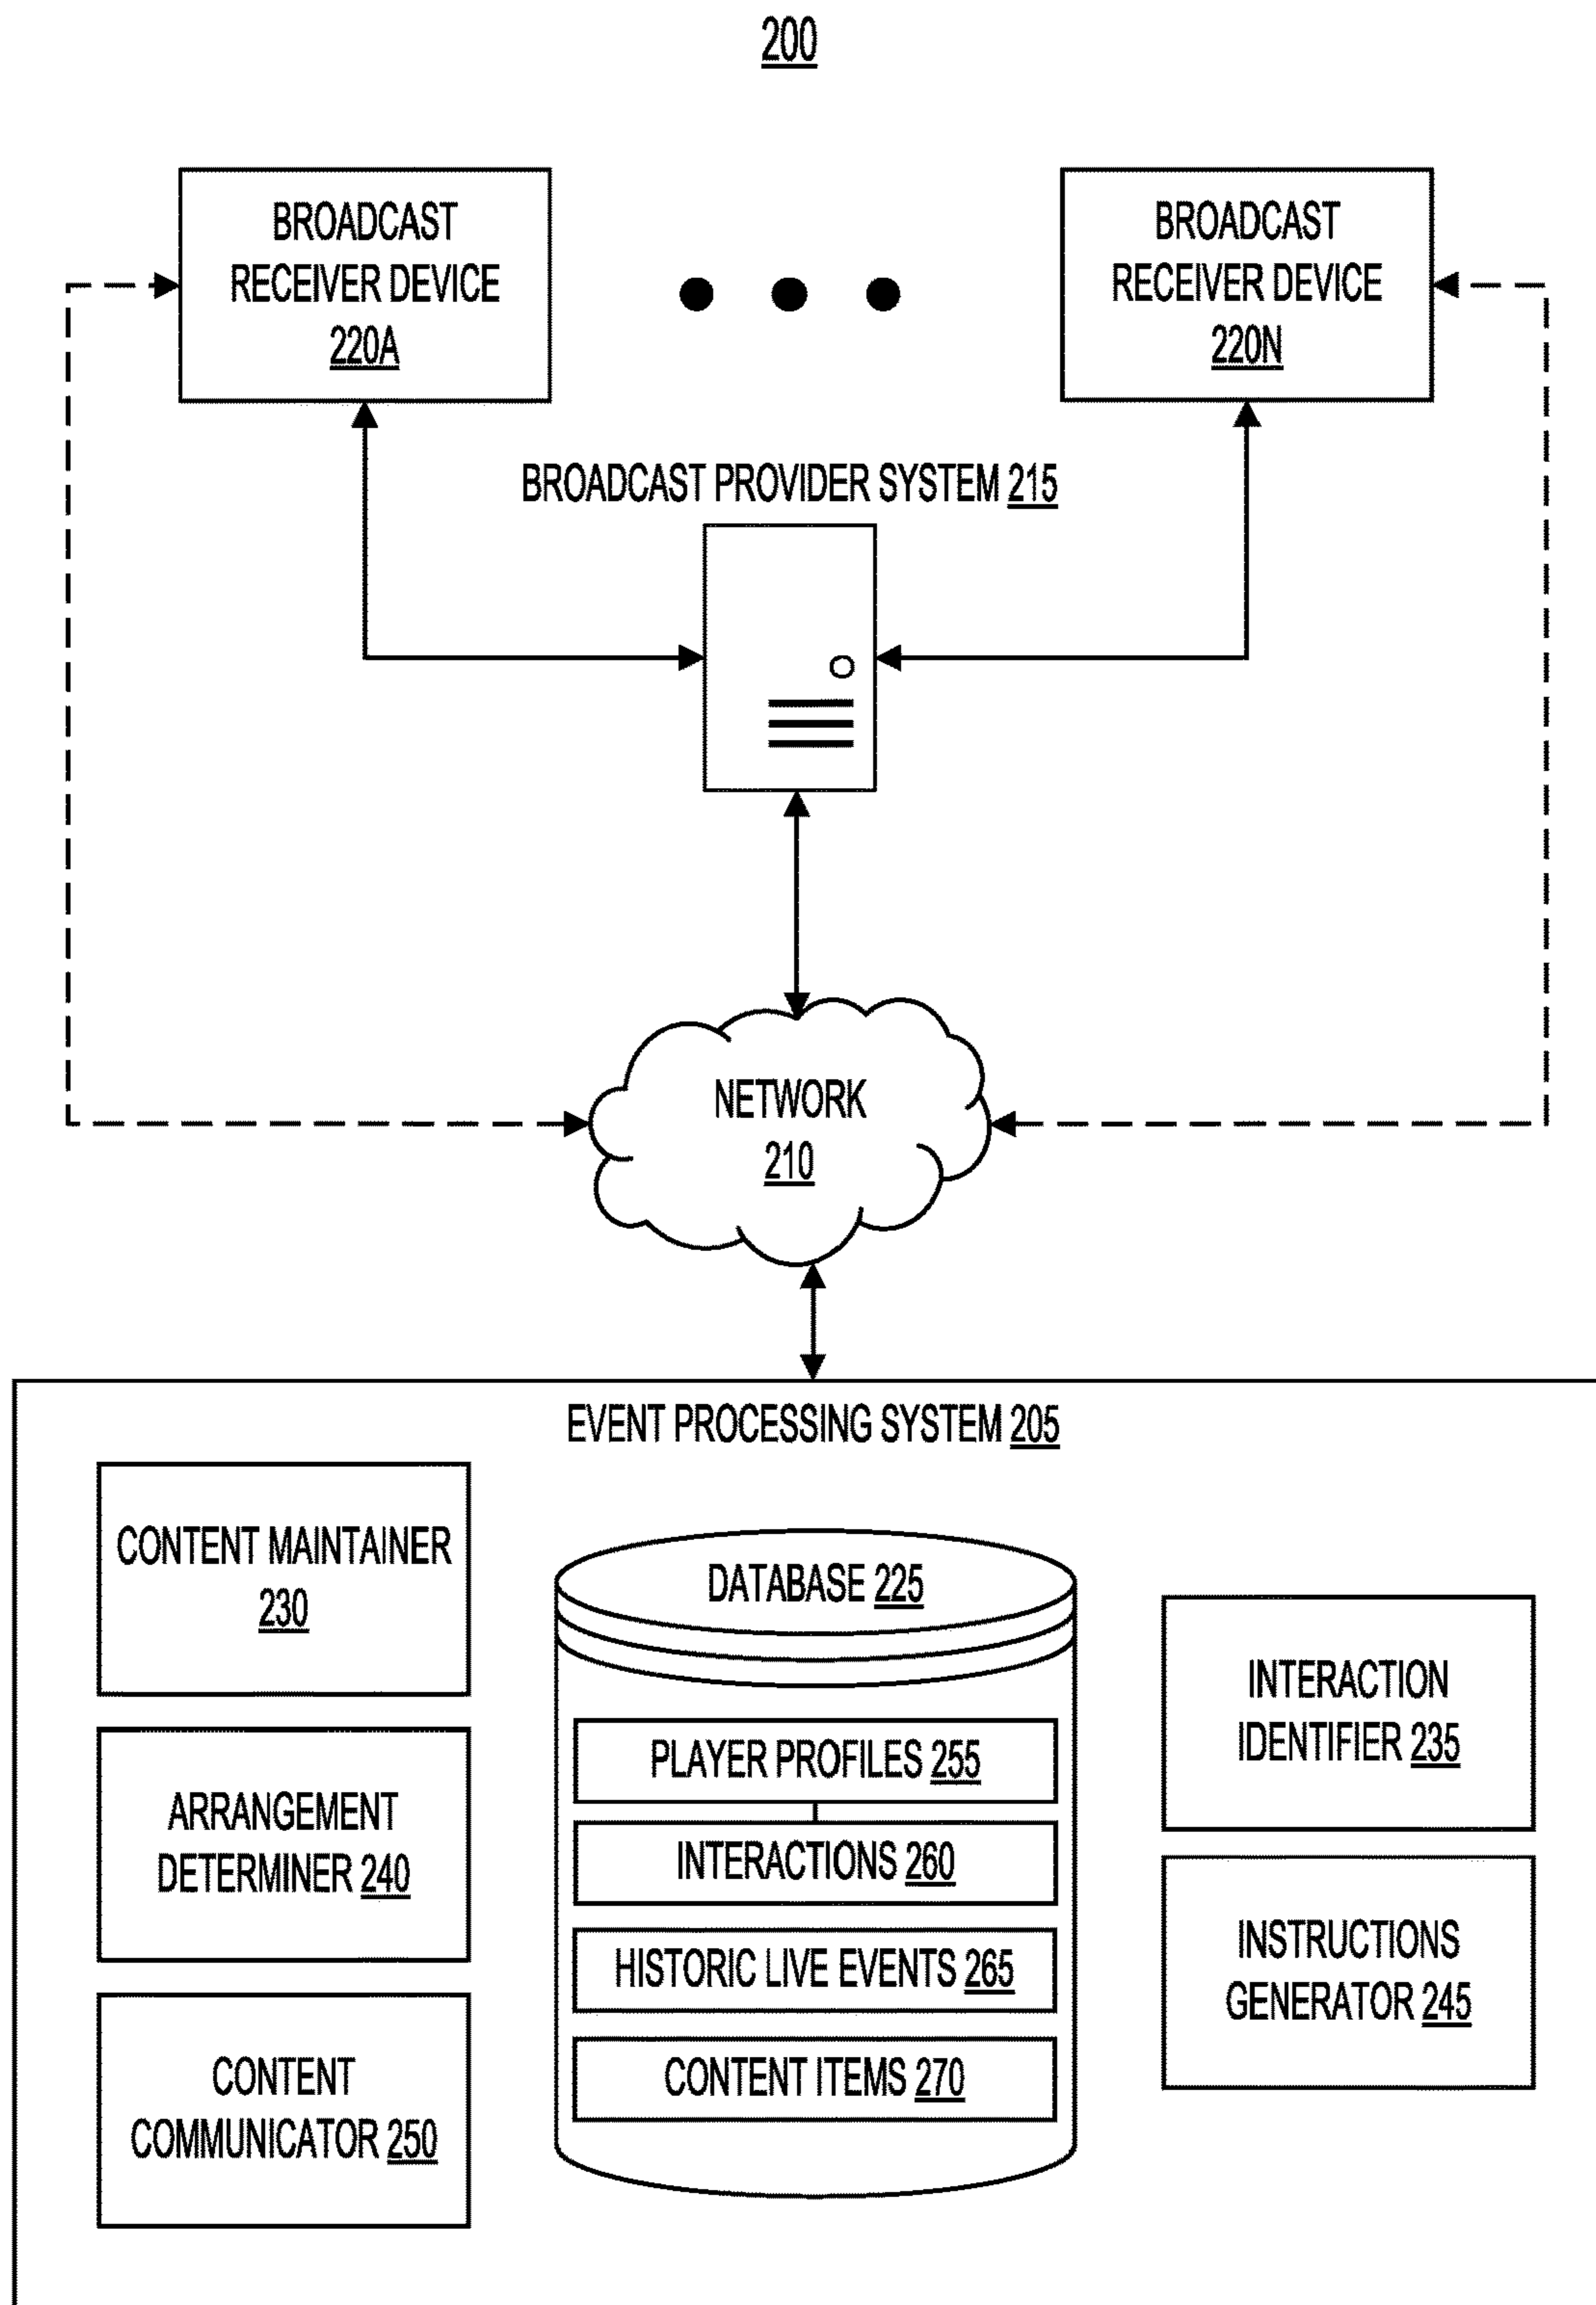 200
BROADCAST
RECEIVER DEVICE
220A
BROADCAST
RECEIVER DEVICE
220N
BROADCAST PROVIDER SYSTEM 215
NETWORK
210
EVENT PROCESSING SYSTEM 205
CONTENT MAINTAINER
230
ARRANGEMENT
DETERMINER 240
CONTENT
COMMUNICATOR 250
DATABASE 225
PLAYER PROFILES 255
INTERACTIONS 260
HISTORIC LIVE EVENTS 265
CONTENT ITEMS 270
INTERACTION
IDENTIFIER 235
INSTRUCTIONS
GENERATOR 245